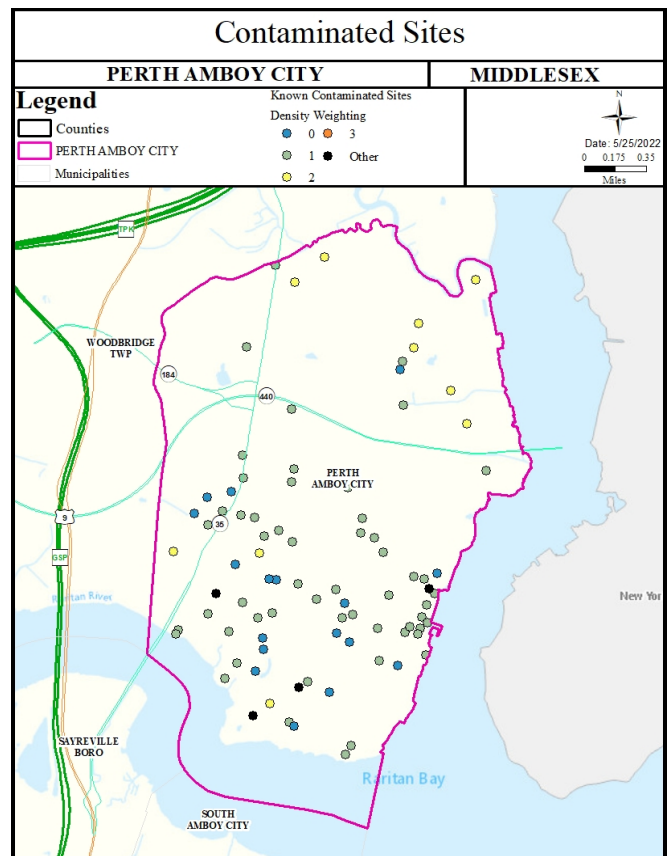 Contaminated Sites
PERTH AMBOY CITY
MIDDLESEX
Legend
Counties
PERTH AMBOY CITY
Municipalities
Known Contaminated Sites
Density Weighting
0
3
1
Other
2
N
Date: 5/25/2022
0 0.175 0.35
Miles
TPK
WOODBRIDGE
TWP
184
440
PERTH
AMBOY CITY
9
35
GSP
Raritan River
New Yor
SAYREVILLE
BORO
Raritan Bay
SOUTH
AMBOY CITY